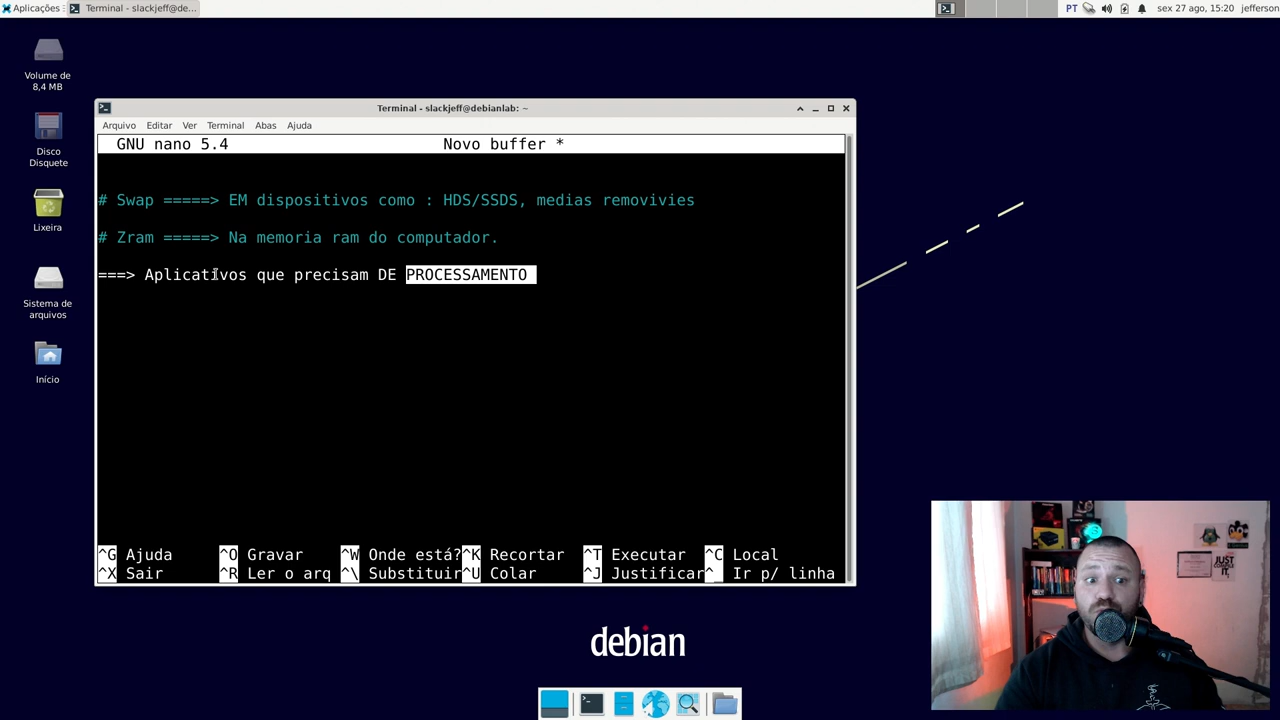 Aplicações
Terminal - slackjeff@de...
PT
sex 27 ago, 15:20
jefferson
Volume de
8,4 MB
Disco
Disquete
Lixeira
Sistema de
arquivos
Início
Terminal - slackjeff@debianlab: ~
Arquivo Editar Ver Terminal Abas Ajuda
GNU nano 5.4 Novo buffer *
# Swap =====> EM dispositivos como : HDS/SSDS, medias removivies
# Zram =====> Na memoria ram do computador.
===> Aplicativos que precisam DE PROCESSAMENTO
^G Ajuda ^O Gravar ^W Onde está? ^K Recortar ^T Executar ^C Local
^X Sair ^R Ler o arq ^\ Substituir ^U Colar ^J Justificar ^_ Ir p/ linha
debian
JUST